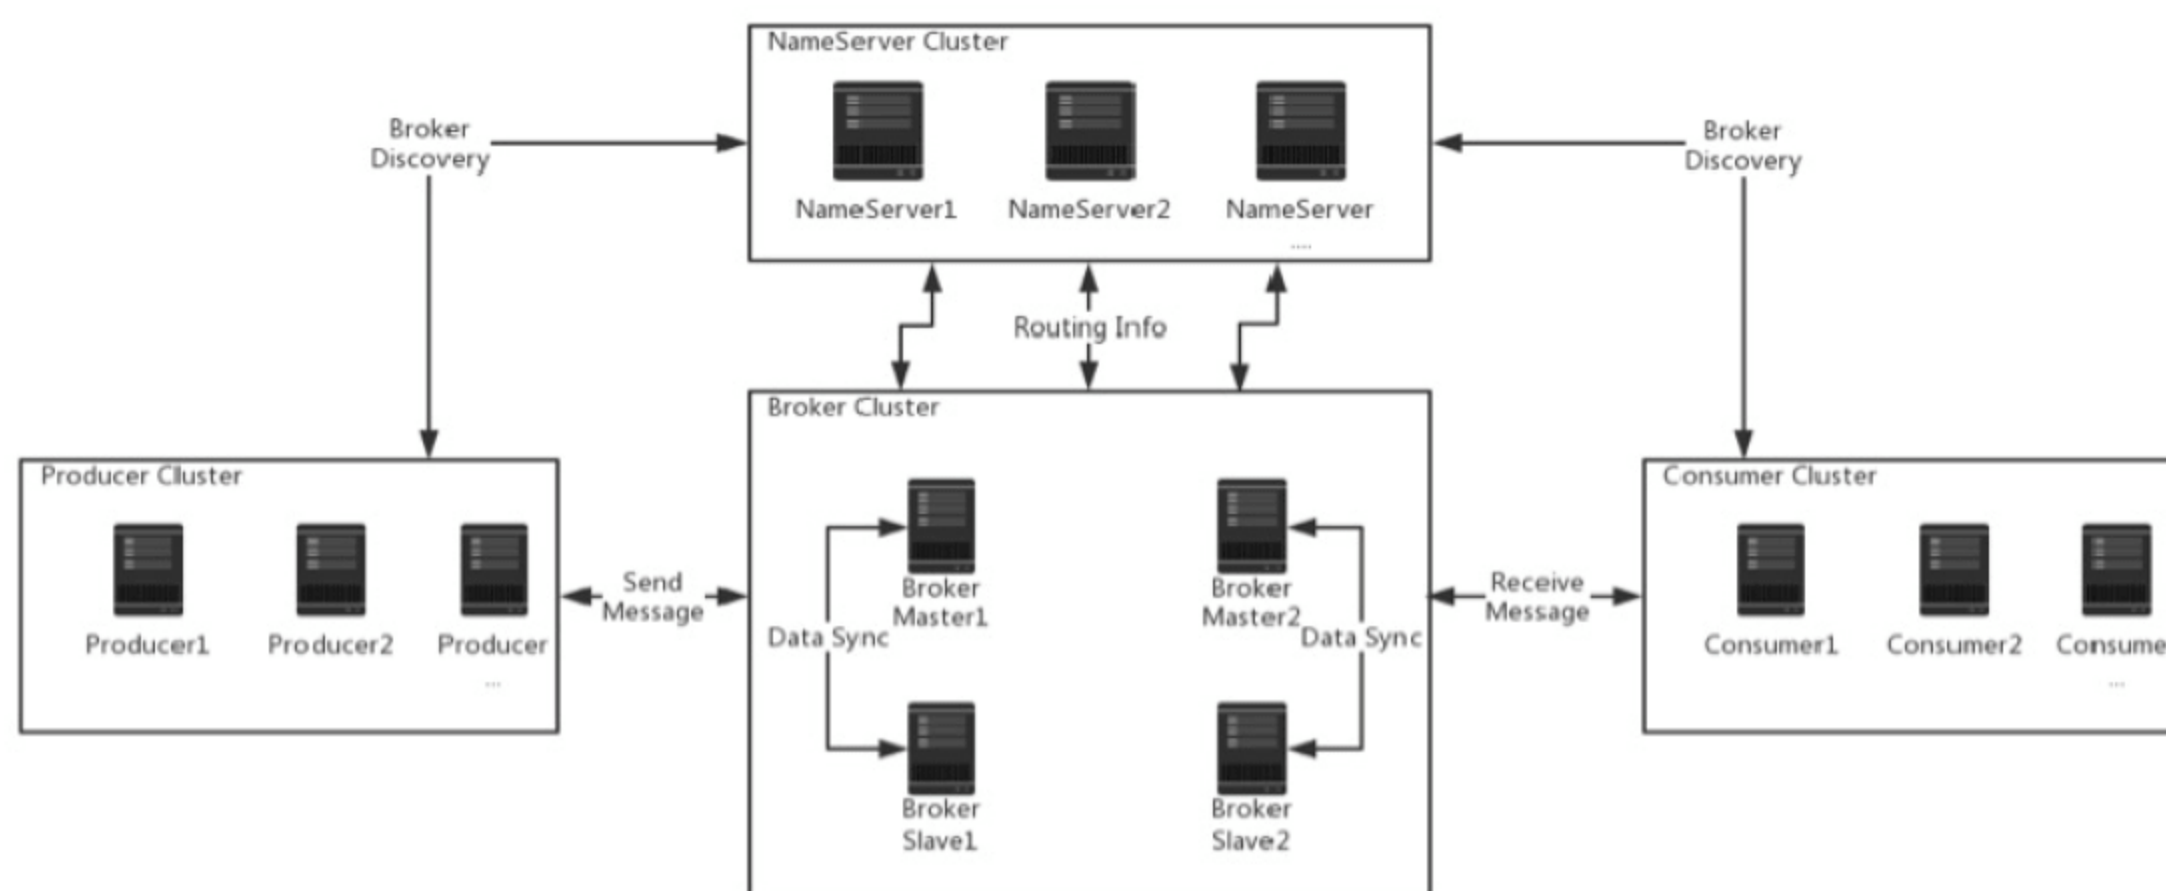 NameServer Cluster
NameServer1
NameServer2
NameServer
.....
Broker
Discovery
Broker
Discovery
Routing Info
Producer Cluster
Producer1
Producer2
Producer
...
Send
Message
Broker Cluster
Broker
Master1
Broker
Master2
Data Sync
Data Sync
Broker
Slave1
Broker
Slave2
Receive
Message
Consumer Cluster
Consumer1
Consumer2
Consume
...